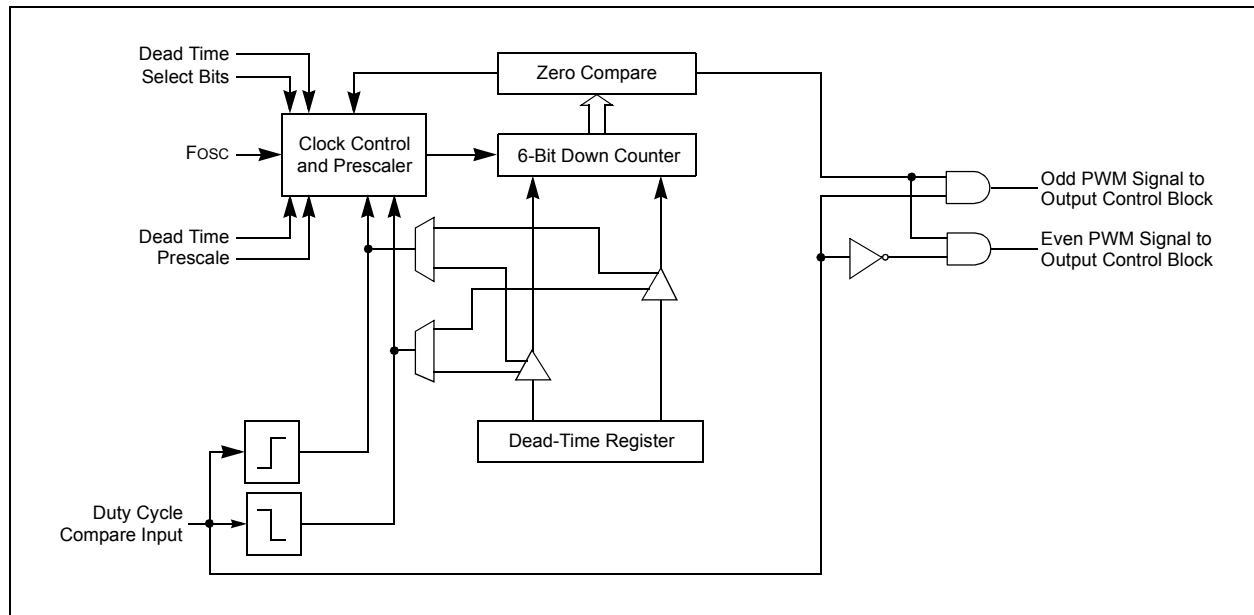 Dead Time
Select Bits
Zero Compare
Clock Control
and Prescaler
FOSC
6-Bit Down Counter
Odd PWM Signal to
Output Control Block
Dead Time
Prescale
Even PWM Signal to
Output Control Block
Dead-Time Register
Duty Cycle
Compare Input